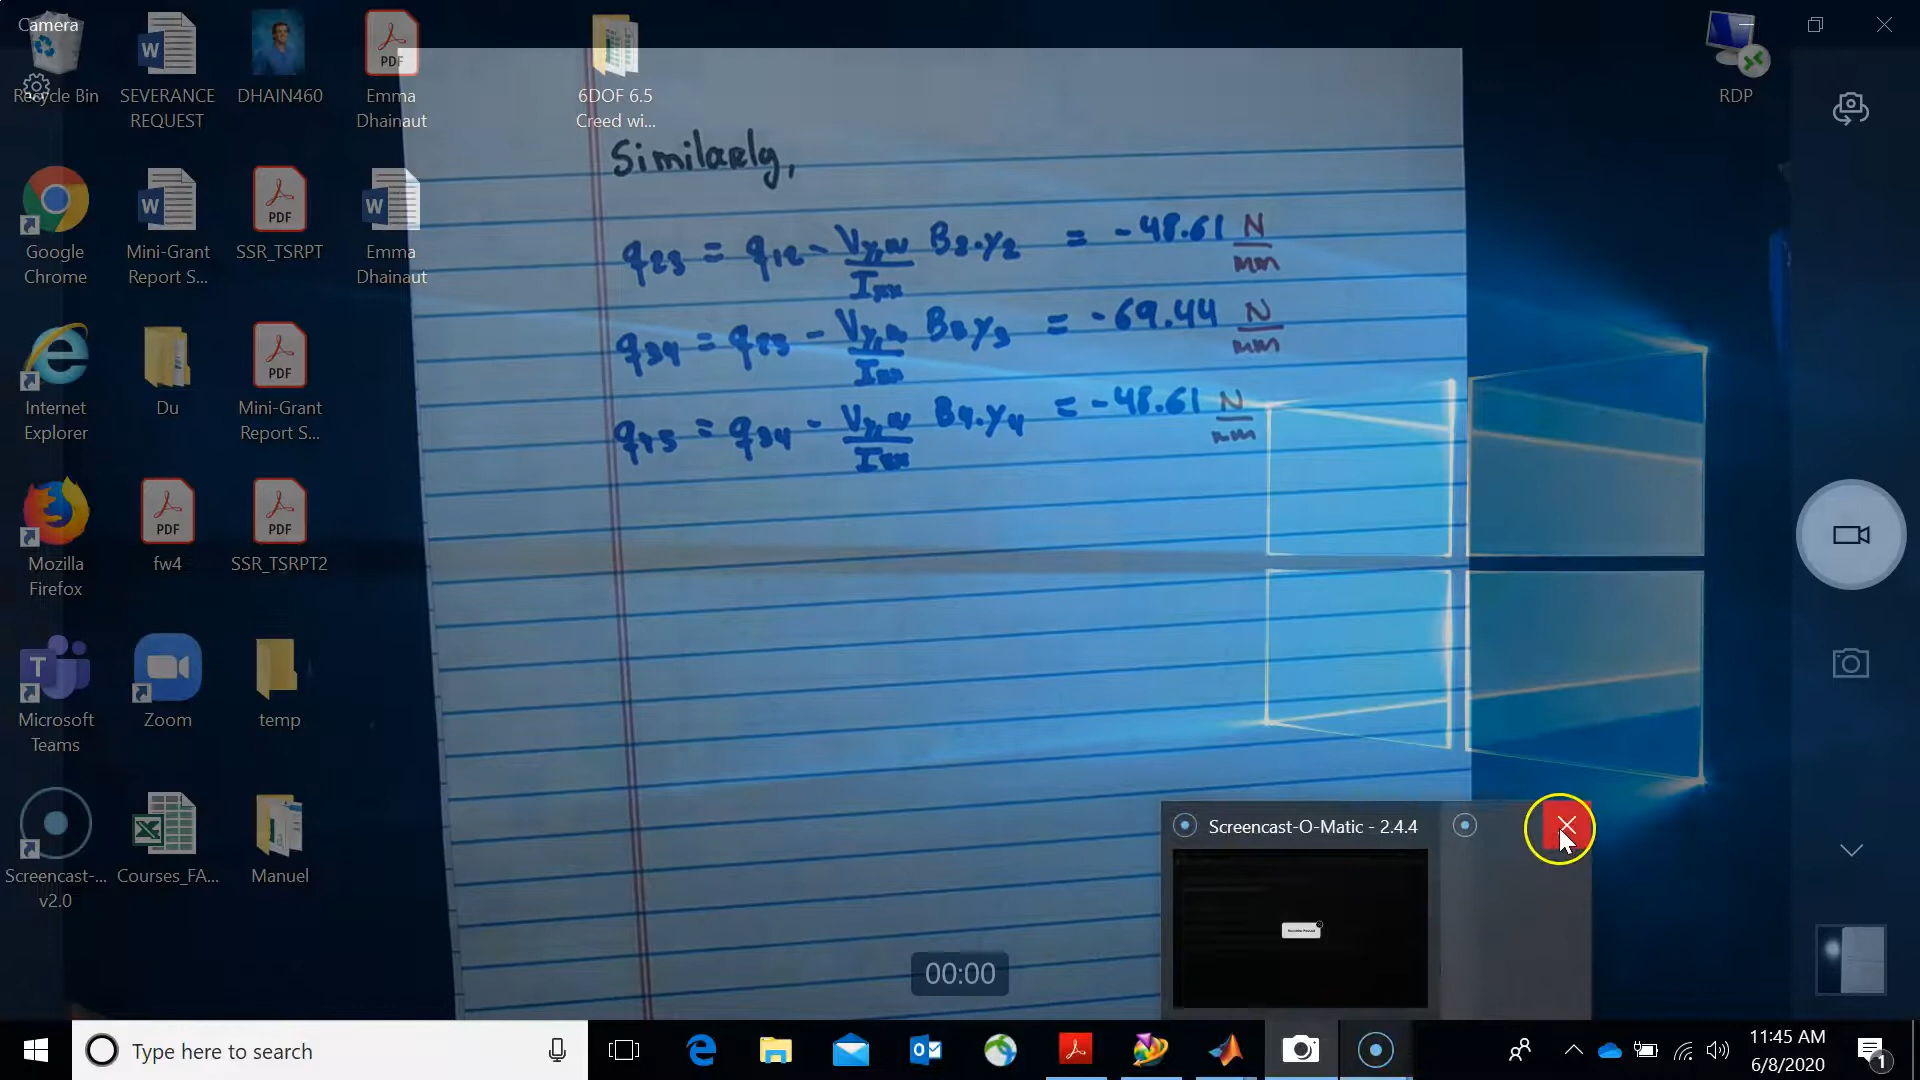 Camera
Recycle Bin
SEVERANCE REQUEST
DHAIN460
Emma Dhainaut
6DOF 6.5 Creed wi...
RDP
Similarly,
q23 = q12 - Vy,w/Ixx B2.y2 = -48.61 N/mm
q34 = q23 - Vy,w/Ixx B3y3 = -69.44 N/mm
q45 = q34 - Vy,w/Ixx B4.y4 = -48.61 N/mm
Google Chrome
Mini-Grant Report S...
SSR_TSRPT
Emma Dhainaut
Internet Explorer
Du
Mini-Grant Report S...
Mozilla Firefox
fw4
SSR_TSRPT2
Microsoft Teams
Zoom
temp
Screencast-... v2.0
Courses_FA...
Manuel
Screencast-O-Matic - 2.4.4
00:00
Type here to search
11:45 AM
6/8/2020
1